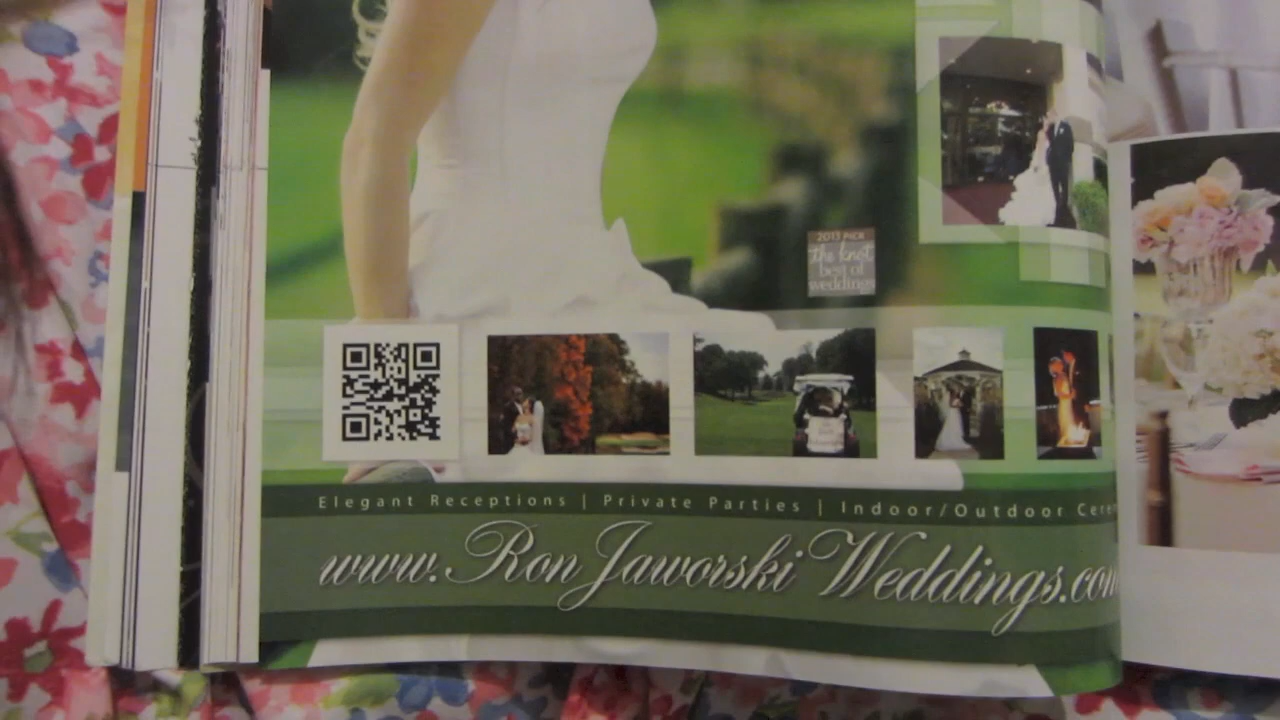 2013 PICK
the knot
best of
weddings
Elegant Receptions | Private Parties | Indoor/Outdoor
www.RonJaworskiWeddings.com